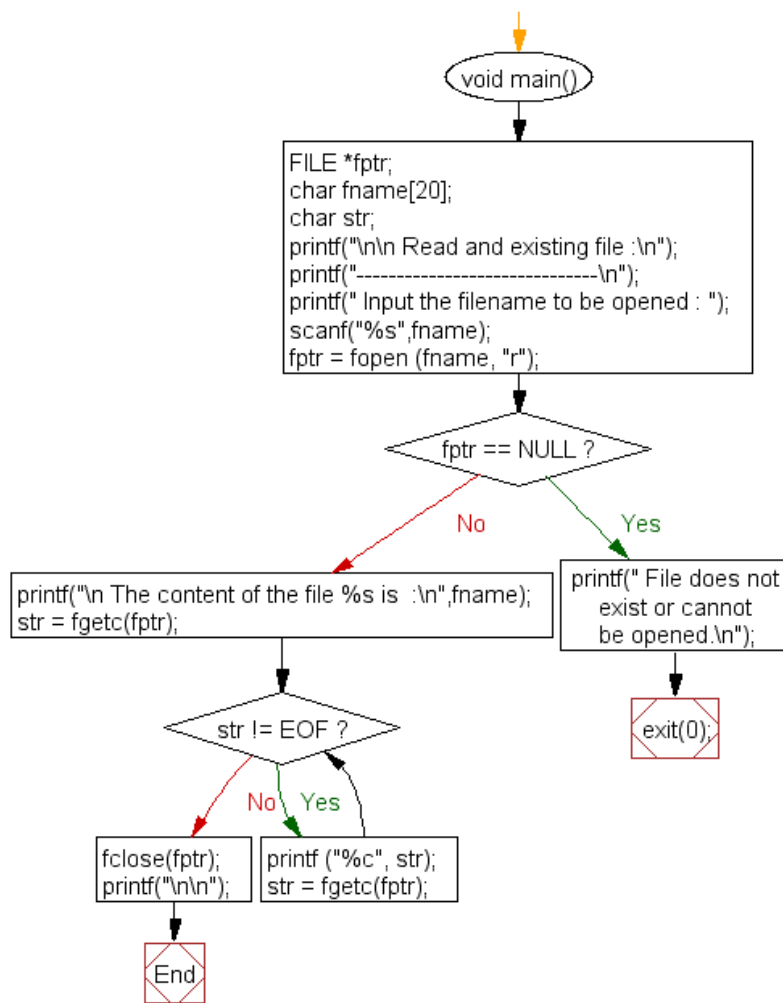 void main()
FILE *fptr;
char fname[20];
char str;
printf("\n\n Read and existing file :\n");
printf("------------------------------\n");
printf(" Input the filename to be opened : ");
scanf("%s",fname);
fptr = fopen (fname, "r");
fptr == NULL ?
No
Yes
printf("\n The content of the file %s is  :\n",fname);
str = fgetc(fptr);
printf(" File does not
exist or cannot
be opened.\n");
exit(0);
str != EOF ?
No
Yes
fclose(fptr);
printf("\n\n");
printf ("%c", str);
str = fgetc(fptr);
End